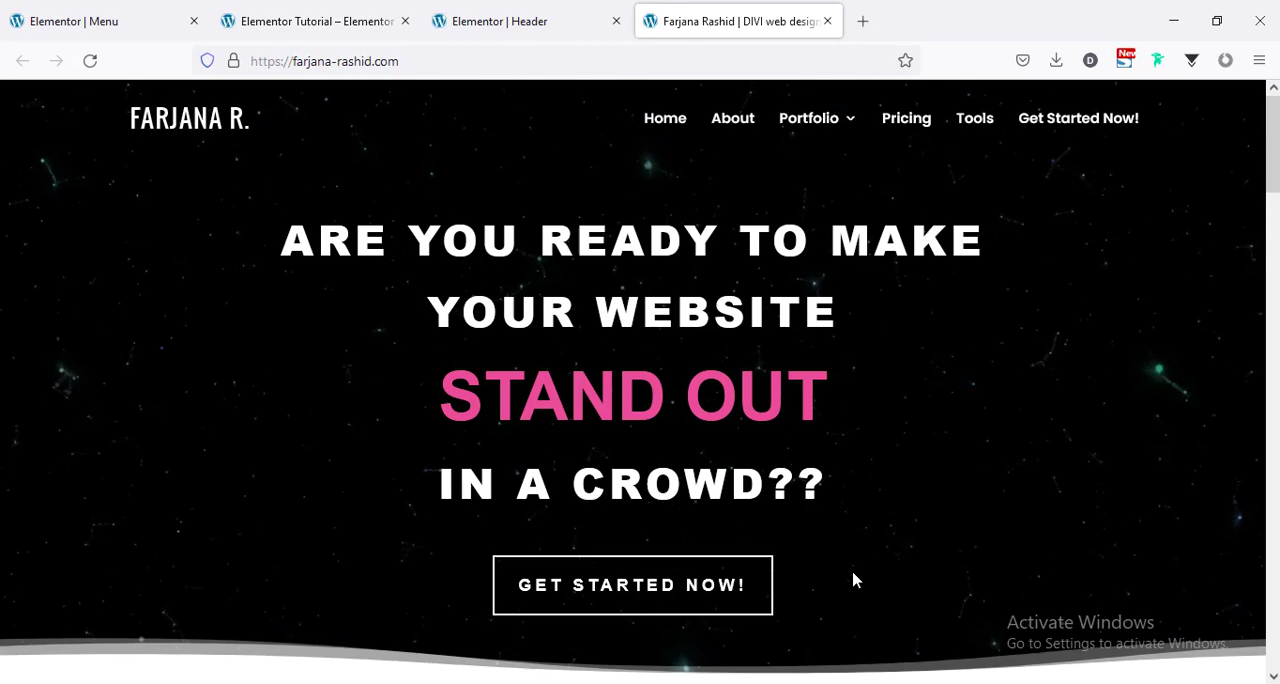 Elementor | Menu
Elementor Tutorial – Elementor
Elementor | Header
Farjana Rashid | DIVI web design
https://farjana-rashid.com
D
New
FARJANA R.
Home About Portfolio Pricing Tools Get Started Now!
ARE YOU READY TO MAKE
YOUR WEBSITE
STAND OUT
IN A CROWD??
GET STARTED NOW!
Activate Windows
Go to Settings to activate Windows.